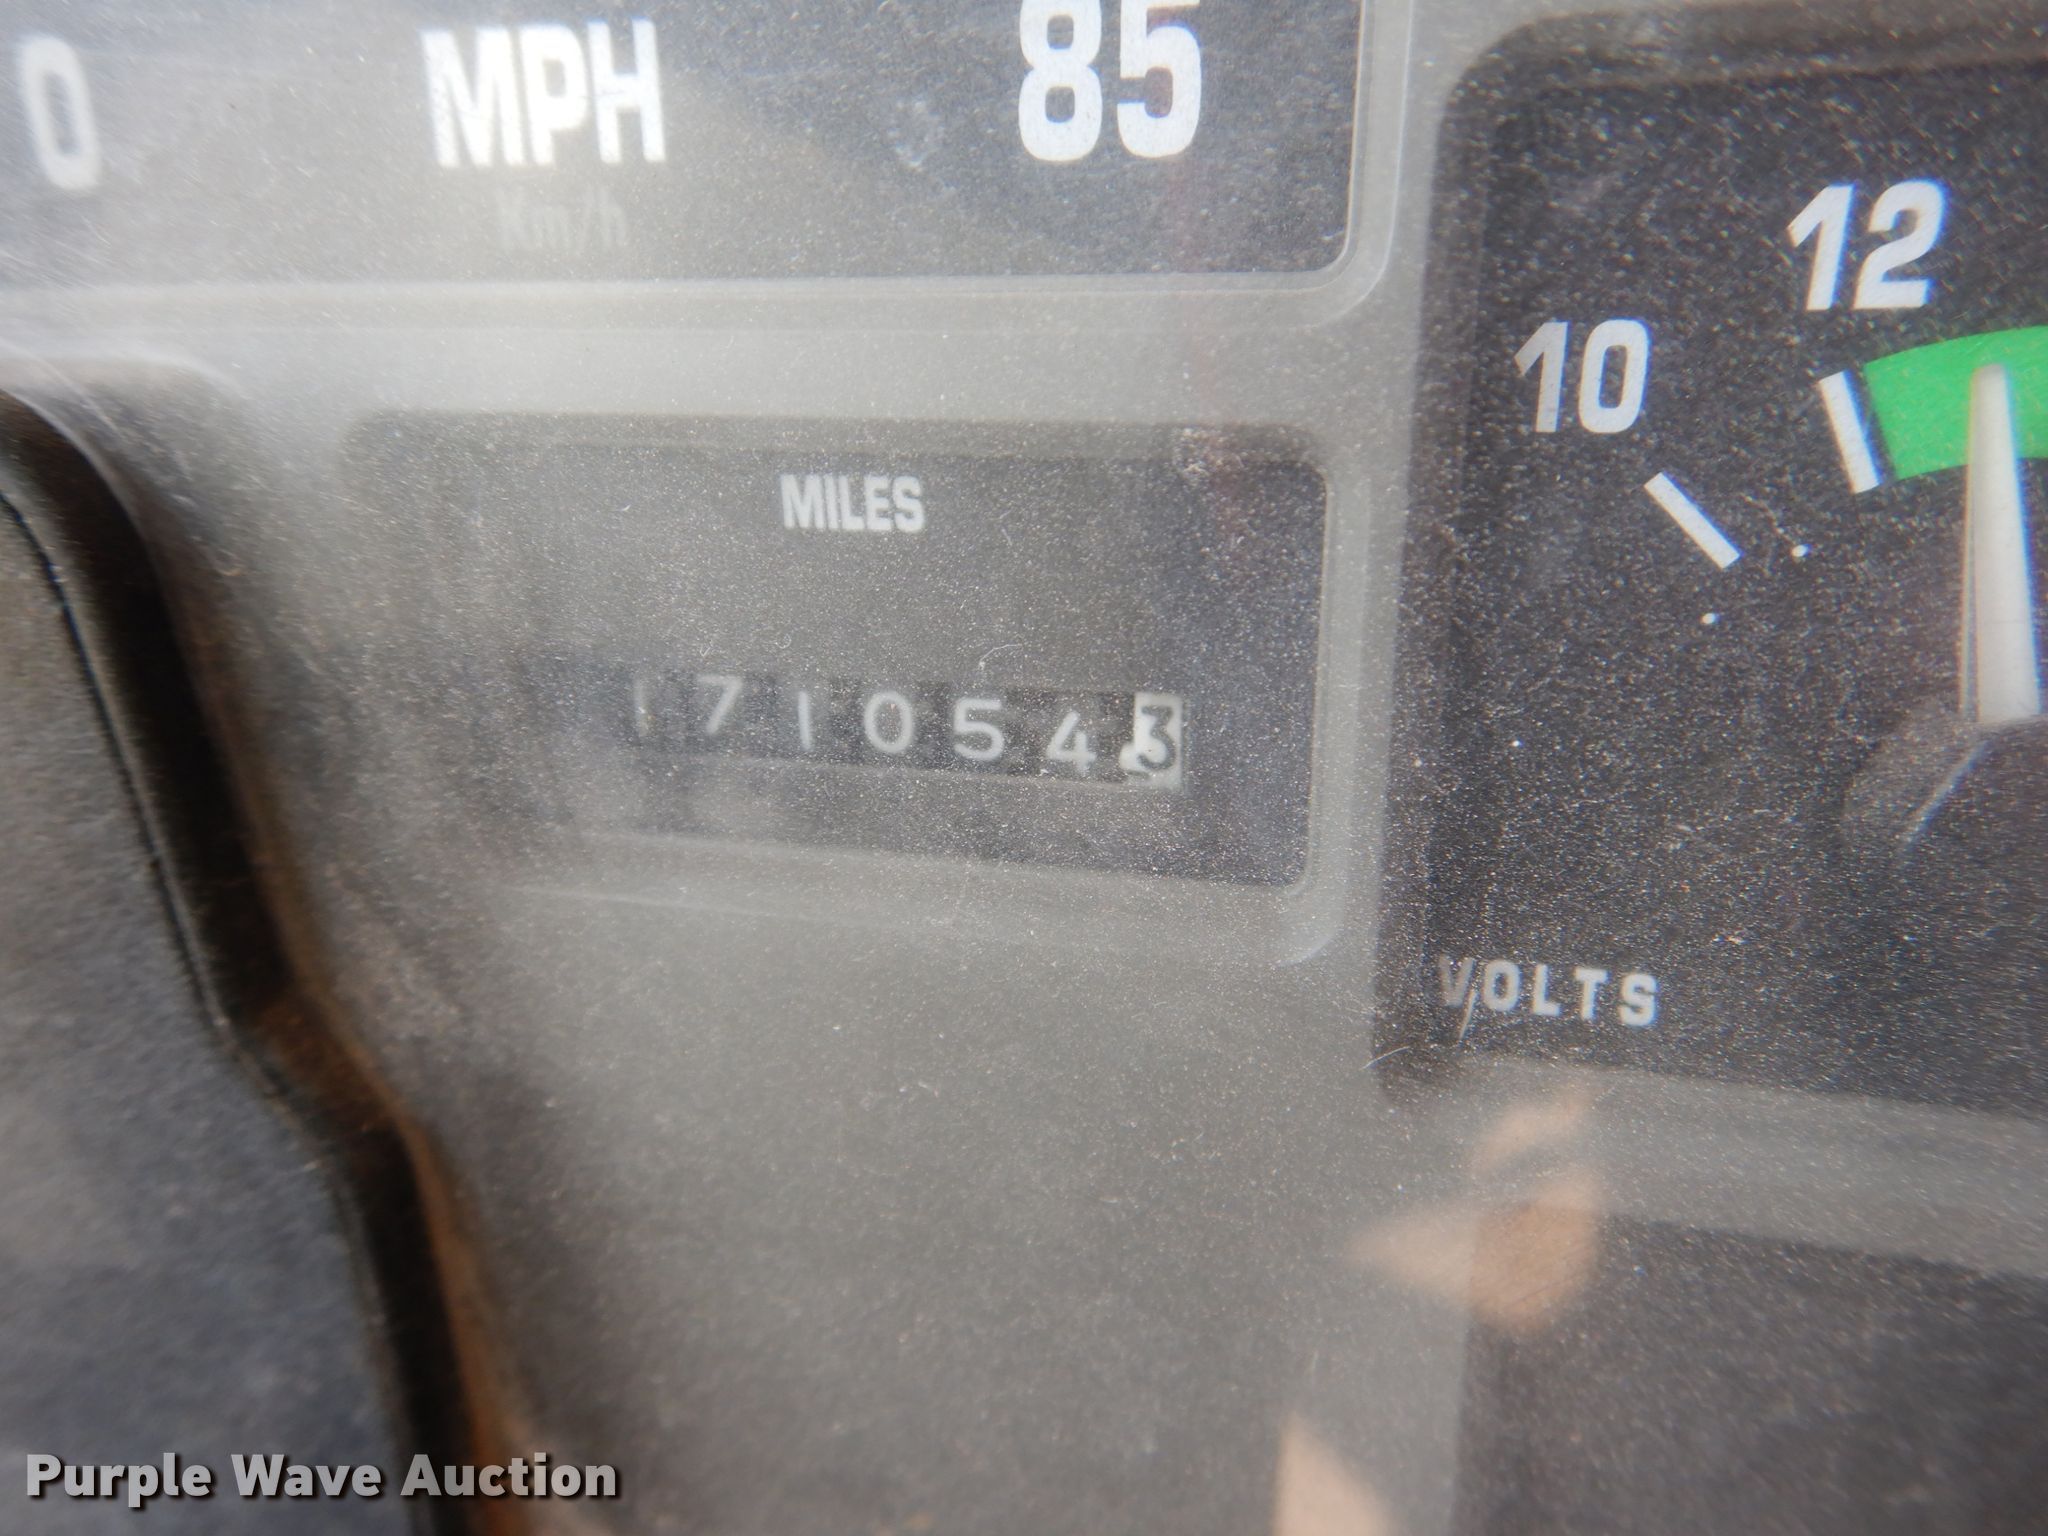 0 MPH 85
Km/h
12
10
MILES
1710543
VOLTS
Purple Wave Auction